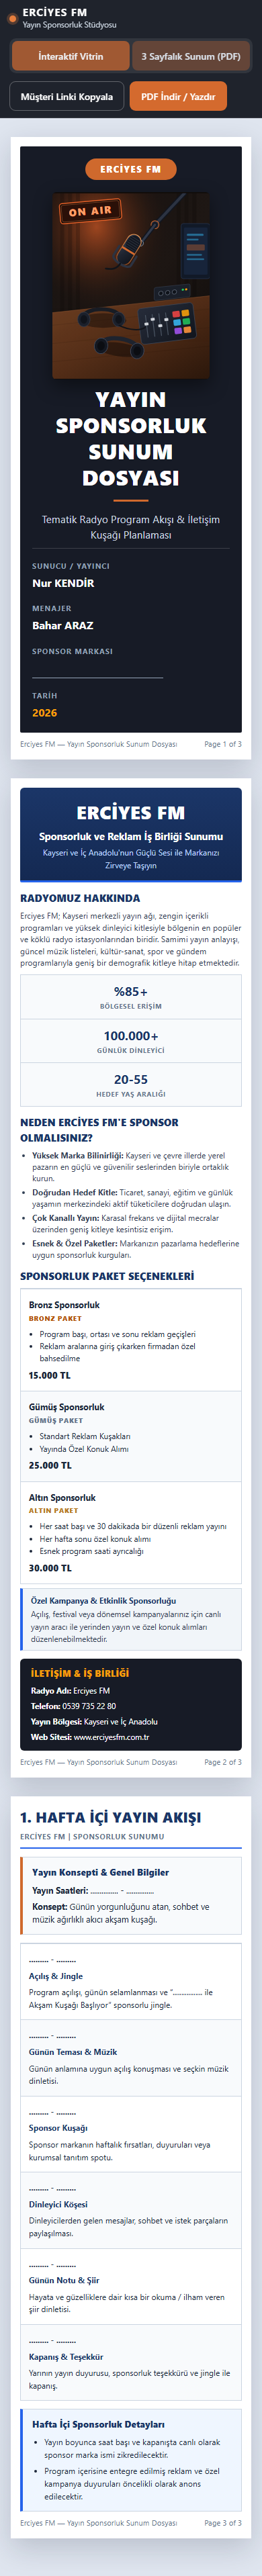 ERCİYES FM
Yayın Sponsorluk Stüdyosu
İnteraktif Vitrin
3 Sayfalık Sunum (PDF)
Müşteri Linki Kopyala
PDF İndir / Yazdır
ERCİYES FM
ON AIR
YAYIN
SPONSORLUK
SUNUM
DOSYASI
Tematik Radyo Program Akışı & İletişim
Kuşağı Planlaması
SUNUCU / YAYINCI
Nur KENDİR
MENAJER
Bahar ARAZ
SPONSOR MARKASI
TARİH
2026
Erciyes FM — Yayın Sponsorluk Sunum Dosyası
Page 1 of 3
ERCİYES FM
Sponsorluk ve Reklam İş Birliği Sunumu
Kayseri ve İç Anadolu'nun Güçlü Sesi ile Markanızı
Zirveye Taşıyın
RADYOMUZ HAKKINDA
Erciyes FM; Kayseri merkezli yayın ağı, zengin içerikli
programları ve yüksek dinleyici kitlesiyle bölgenin en popüler
ve köklü radyo istasyonlarından biridir. Samimi yayın anlayışı,
güncel müzik listeleri, kültür-sanat, spor ve gündem
programlarıyla geniş bir demografik kitleye hitap etmektedir.
%85+
BÖLGESEL ERİŞİM
100.000+
GÜNLÜK DİNLEYİCİ
20-55
HEDEF YAŞ ARALIĞI
NEDEN ERCİYES FM'E SPONSOR
OLMALISINIZ?
• Yüksek Marka Bilinirliği: Kayseri ve çevre illerde yerel
pazarın en güçlü ve güvenilir seslerinden biriyle ortaklık
kurun.
• Doğrudan Hedef Kitle: Ticaret, sanayi, eğitim ve günlük
yaşamın merkezindeki aktif tüketicilere doğrudan ulaşın.
• Çok Kanallı Yayın: Karasal frekans ve dijital mecralar
üzerinden geniş kitleye kesintisiz erişim.
• Esnek & Özel Paketler: Markanızın pazarlama hedeflerine
uygun sponsorluk kurguları.
SPONSORLUK PAKET SEÇENEKLERİ
Bronz Sponsorluk
BRONZ PAKET
• Program başı, ortası ve sonu reklam geçişleri
• Reklam aralarına giriş çıkarken firmadan özel
bahsedilme
15.000 TL
Gümüş Sponsorluk
GÜMÜŞ PAKET
• Standart Reklam Kuşakları
• Yayında Özel Konuk Alımı
25.000 TL
Altın Sponsorluk
ALTIN PAKET
• Her saat başı ve 30 dakikada bir düzenli reklam yayını
• Her hafta sonu özel konuk alımı
• Esnek program saati ayrıcalığı
30.000 TL
Özel Kampanya & Etkinlik Sponsorluğu
Açılış, festival veya dönemsel kampanyalarınız için canlı
yayın aracı ile yerinden yayın ve özel konuk alımları
düzenlenebilmektedir.
İLETİŞİM & İŞ BİRLİĞİ
Radyo Adı: Erciyes FM
Telefon: 0539 735 22 80
Yayın Bölgesi: Kayseri ve İç Anadolu
Web Sitesi: www.erciyesfm.com.tr
Erciyes FM — Yayın Sponsorluk Sunum Dosyası
Page 2 of 3
1. HAFTA İÇİ YAYIN AKIŞI
ERCİYES FM | SPONSORLUK SUNUMU
Yayın Konsepti & Genel Bilgiler
Yayın Saatleri: .............. - ..............
Konsept: Günün yorgunluğunu atan, sohbet ve
müzik ağırlıklı akıcı akşam kuşağı.
.......... - ..........
Açılış & Jingle
Program açılışı, günün selamlanması ve "................ ile
Akşam Kuşağı Başlıyor" sponsorlu jingle.
.......... - ..........
Günün Teması & Müzik
Günün anlamına uygun açılış konuşması ve seçkin müzik
dinletisi.
.......... - ..........
Sponsor Kuşağı
Sponsor markanın haftalık fırsatları, duyuruları veya
kurumsal tanıtım spotu.
.......... - ..........
Dinleyici Köşesi
Dinleyicilerden gelen mesajlar, sohbet ve istek parçaların
paylaşılması.
.......... - ..........
Günün Notu & Şiir
Hayata ve güzelliklere dair kısa bir okuma / ilham veren
şiir dinletisi.
.......... - ..........
Kapanış & Teşekkür
Yarının yayın duyurusu, sponsorluk teşekkürü ve jingle ile
kapanış.
Hafta İçi Sponsorluk Detayları
• Yayın boyunca saat başı ve kapanışta canlı olarak
sponsor marka ismi zikredilecektir.
• Program içerisine entegre edilmiş reklam ve özel
kampanya duyuruları öncelikli olarak anons
edilecektir.
Erciyes FM — Yayın Sponsorluk Sunum Dosyası
Page 3 of 3